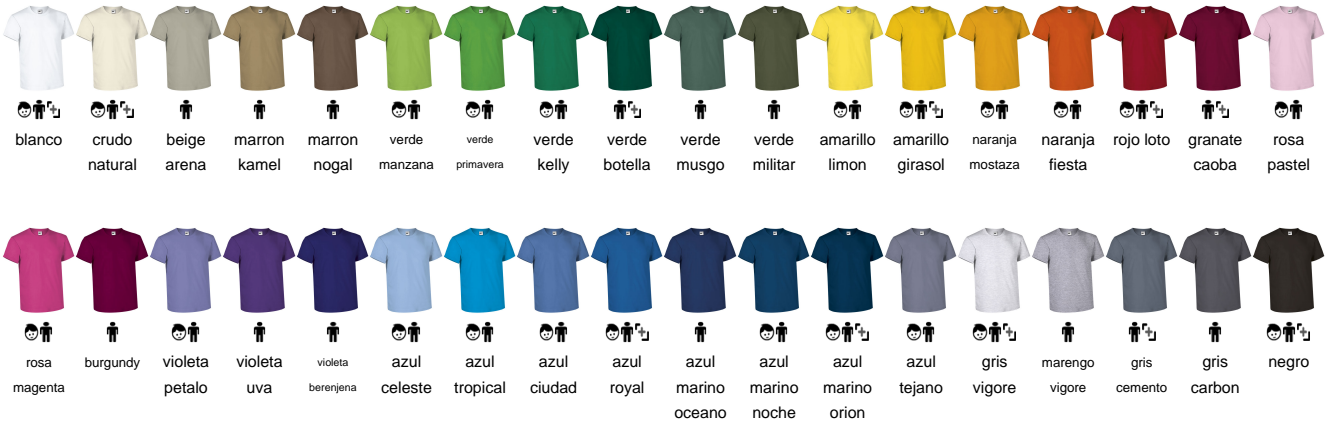 blanco crudo beige marron marron verde verde verde verde verde verde amarillo amarillo naranja naranja rojo loto granate rosa
natural arena kamel nogal manzana primavera kelly botella musgo militar limon girasol mostaza fiesta caoba pastel
rosa burgundy violeta violeta violeta azul azul azul azul azul azul azul azul gris marengo gris gris negro
magenta petalo uva berenjena celeste tropical ciudad royal marino marino marino tejano vigore vigore cemento carbon
oceano noche orion